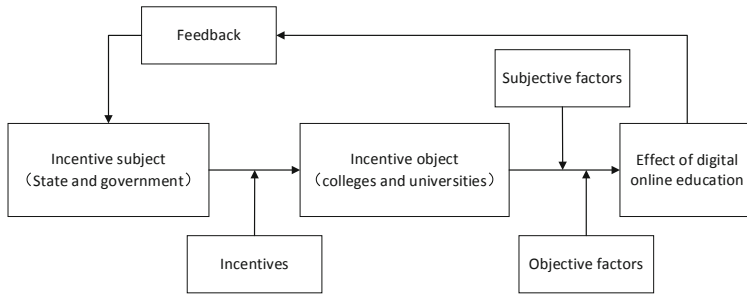 Feedback
Subjective factors
Incentive subject
（State and government）
Incentive object
（colleges and universities）
Effect of digital
online education
Incentives
Objective factors